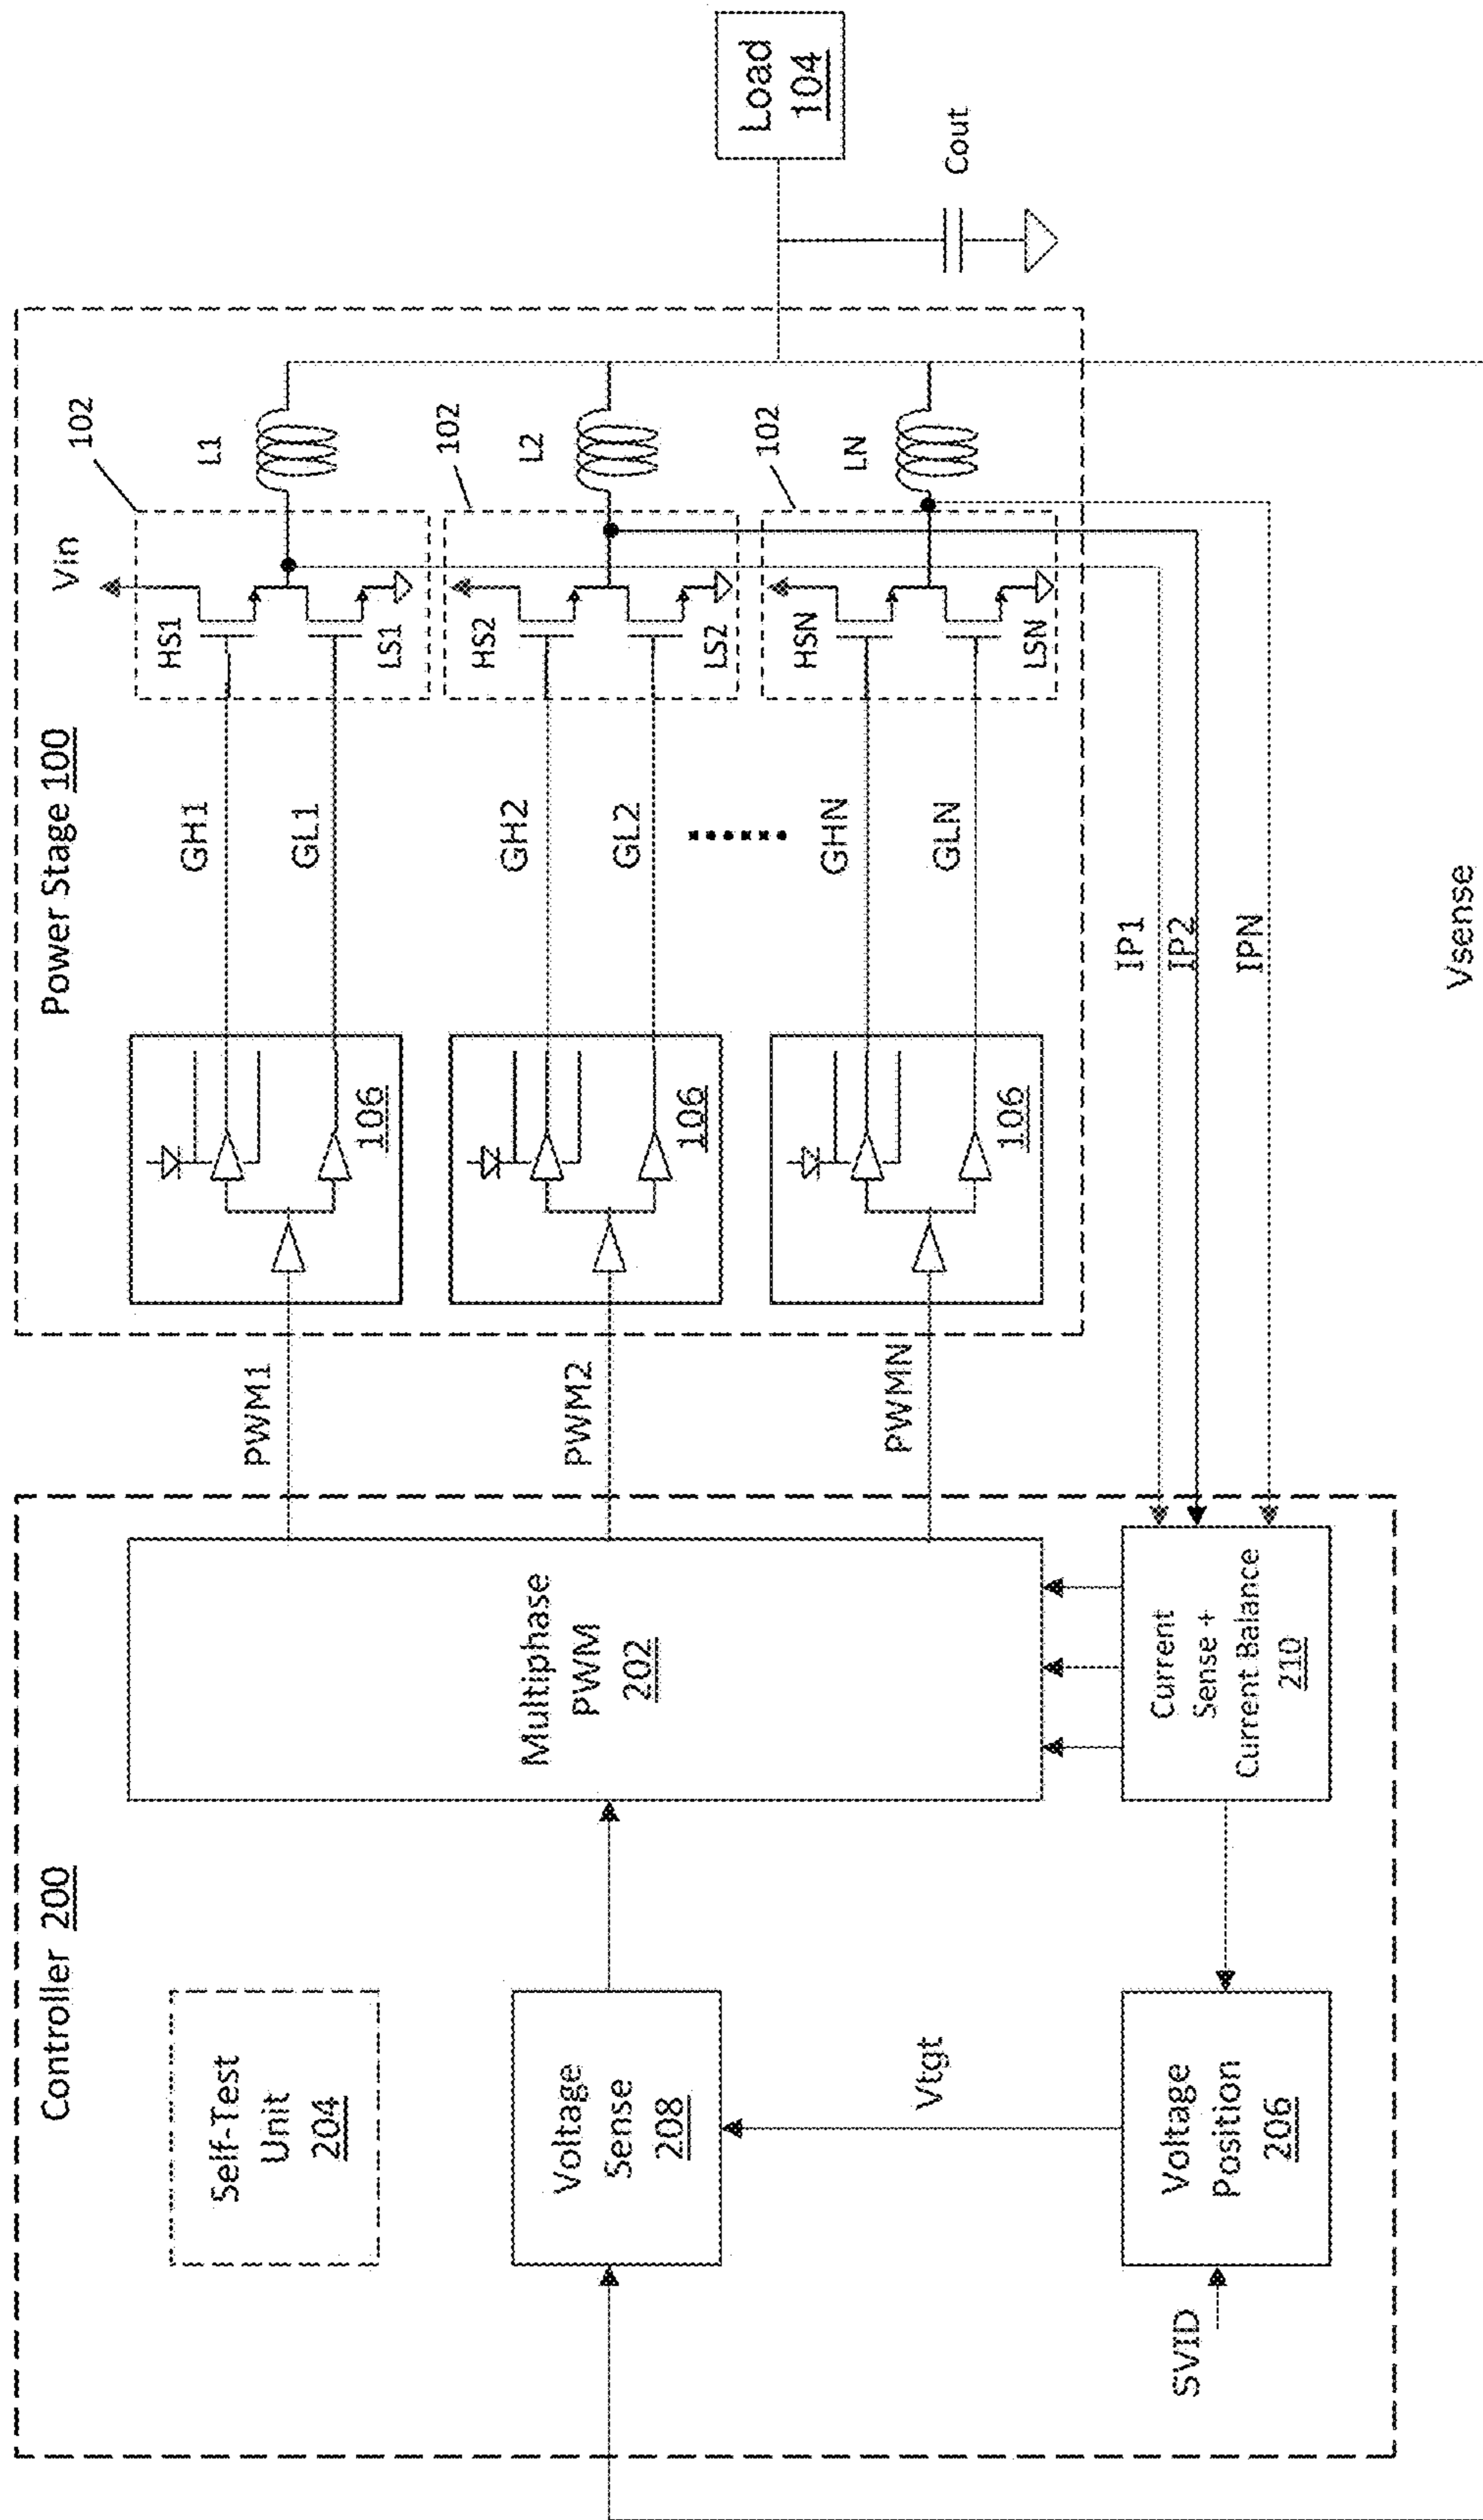 Controller 200
Self-Test
Unit
204
Voltage
Sense
208
Vtgt
SVID
Voltage
Position
206
Multiphase
PWM
202
Current
Sense +
Current Balance
210
PWM1
PWM2
PWMN
Power Stage 100
106
106
106
GH1
GL1
GH2
GL2
GHN
GLN
Vin
102
HS1
LS1
L1
102
HS2
LS2
L2
102
HSN
LSN
LN
IP1
IP2
IPN
Vsense
Load
104
Cout